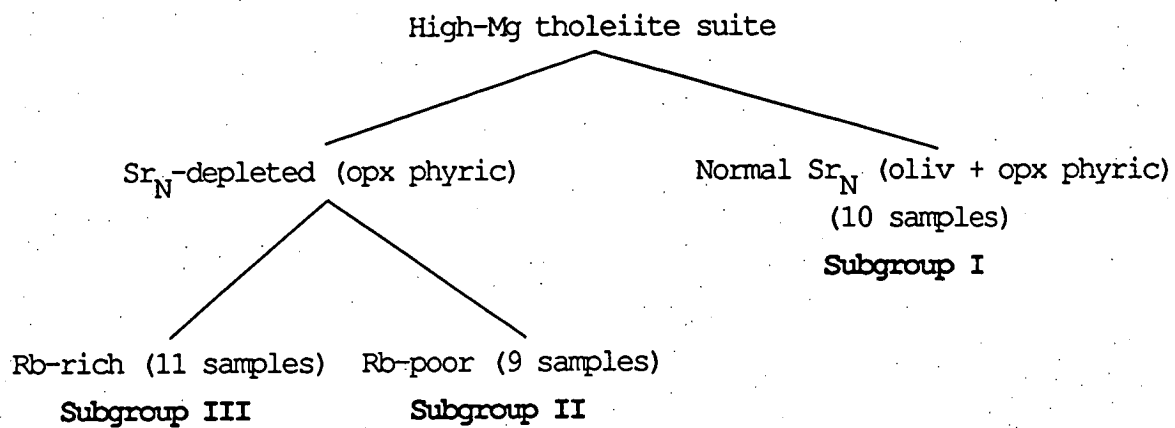 High-Mg tholeiite suite
Sr_N-depleted (opx phyric)
Normal Sr_N (oliv + opx phyric)
(10 samples)
Subgroup I
Rb-rich (11 samples)
Rb-poor (9 samples)
Subgroup III
Subgroup II